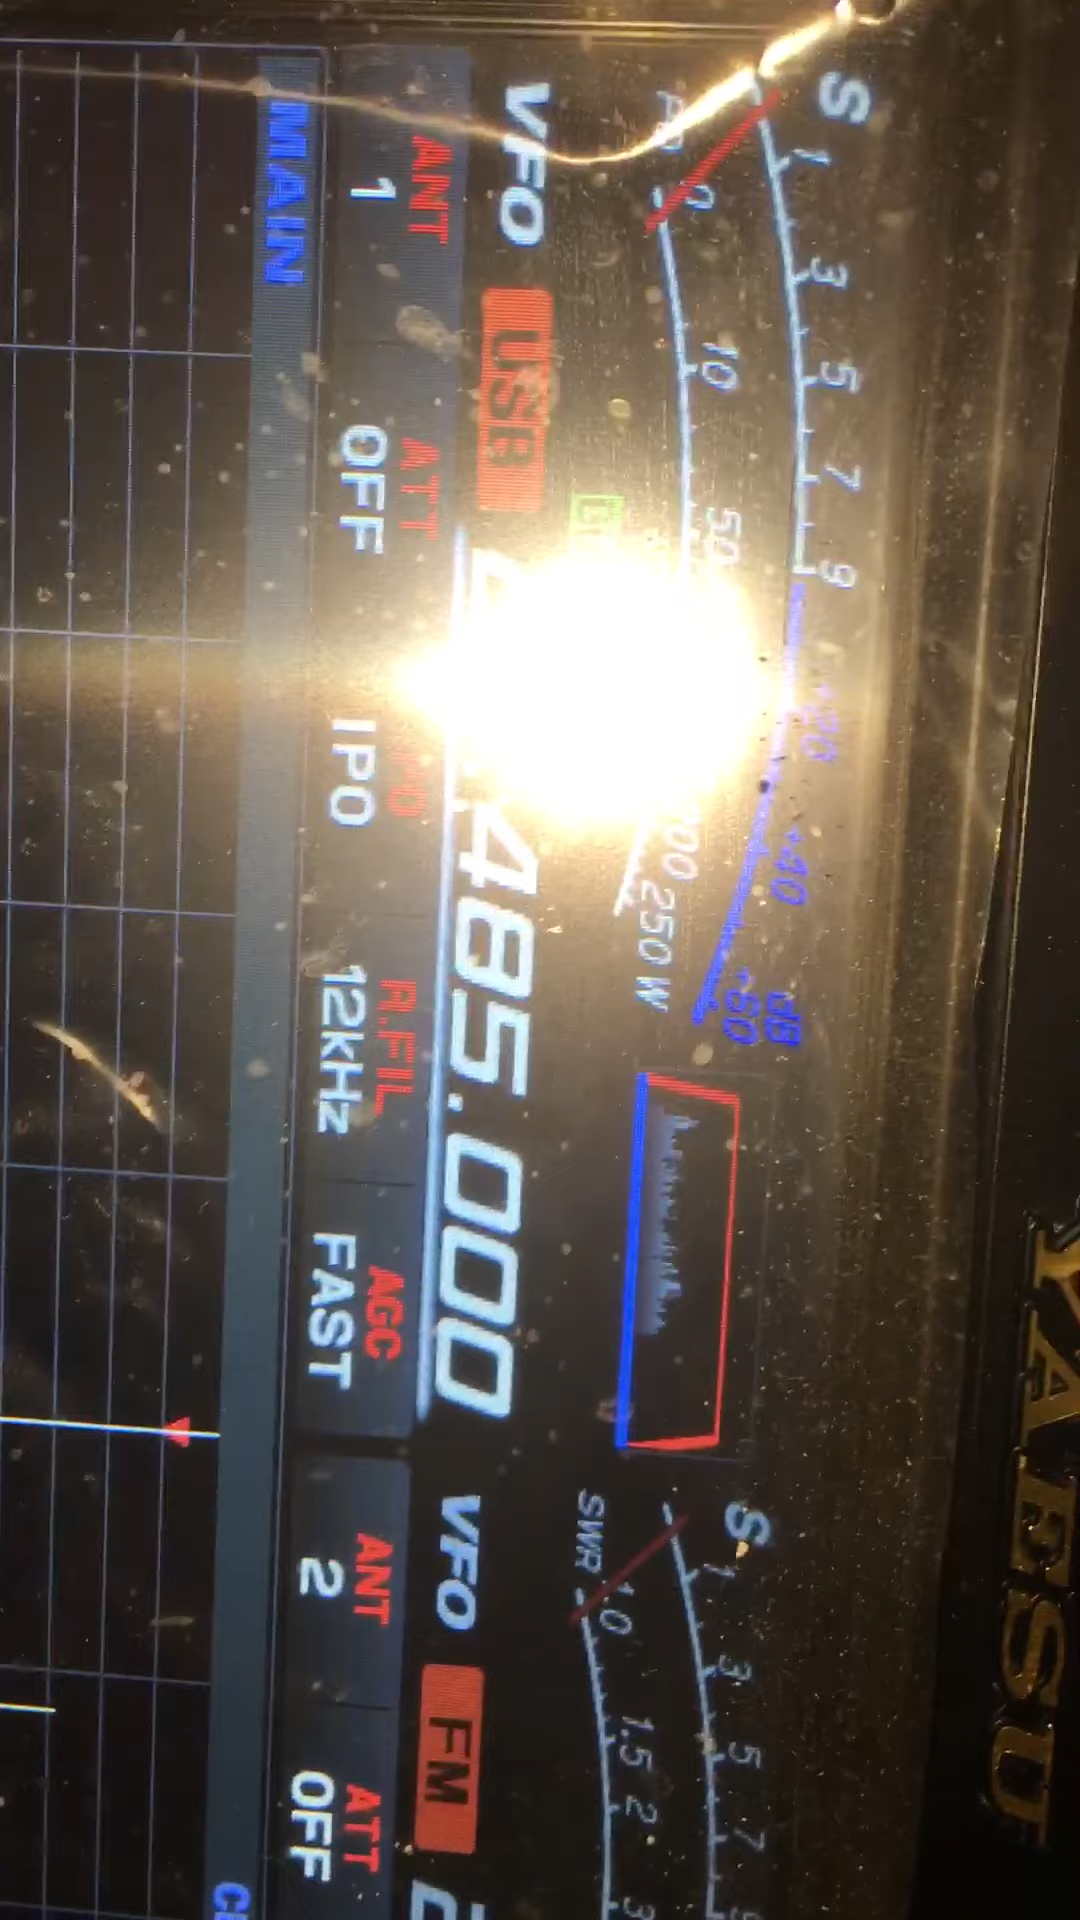 YAESU
S 1 3 5 7 9 +20 +40 +60 dB
0 10 50 250 W
S 1 3 5 7
SWR 1.0 1.5 2 3
VFO USB 485.000
VFO FM
ANT ATT R.FIL AGC
1 OFF IPO 12kHz FAST
ANT ATT
2 OFF
MAIN